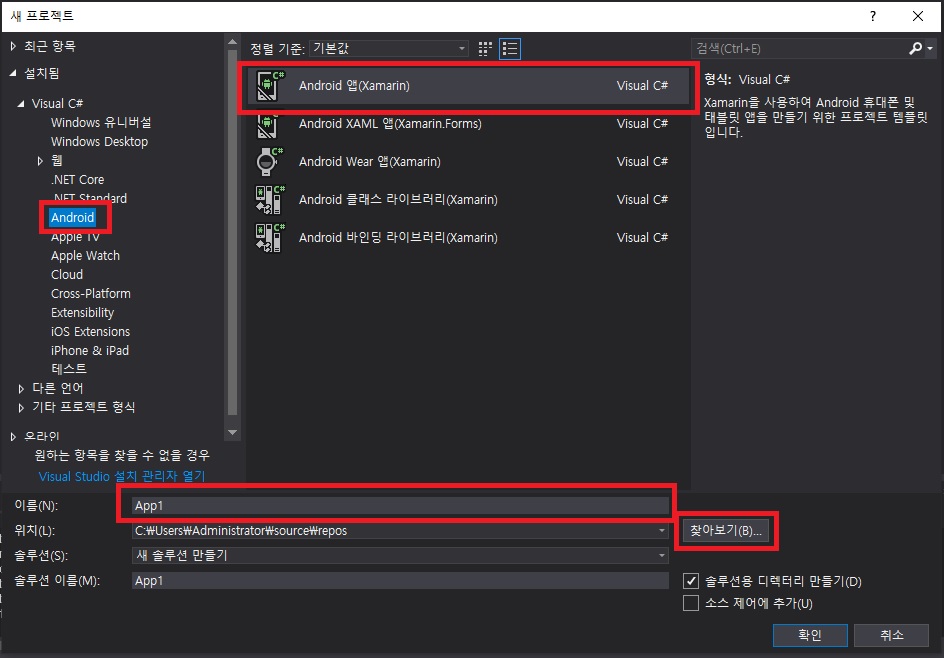 새 프로젝트
?
최근 항목
설치됨
Visual C#
Windows 유니버설
Windows Desktop
웹
.NET Core
.NET Standard
Android
Apple TV
Apple Watch
Cloud
Cross-Platform
Extensibility
iOS Extensions
iPhone & iPad
테스트
다른 언어
기타 프로젝트 형식
온라인
원하는 항목을 찾을 수 없을 경우
Visual Studio 설치 관리자 열기
정렬 기준: 기본값
Android 앱(Xamarin) Visual C#
Android XAML 앱(Xamarin.Forms) Visual C#
Android Wear 앱(Xamarin) Visual C#
Android 클래스 라이브러리(Xamarin) Visual C#
Android 바인딩 라이브러리(Xamarin) Visual C#
검색(Ctrl+E)
형식: Visual C#
Xamarin을 사용하여 Android 휴대폰 및
태블릿 앱을 만들기 위한 프로젝트 템플릿
입니다.
이름(N): App1
위치(L): C:₩Users₩Administrator₩source₩repos 찾아보기(B)...
솔루션(S): 새 솔루션 만들기
솔루션 이름(M): App1
솔루션용 디렉터리 만들기(D)
소스 제어에 추가(U)
확인 취소